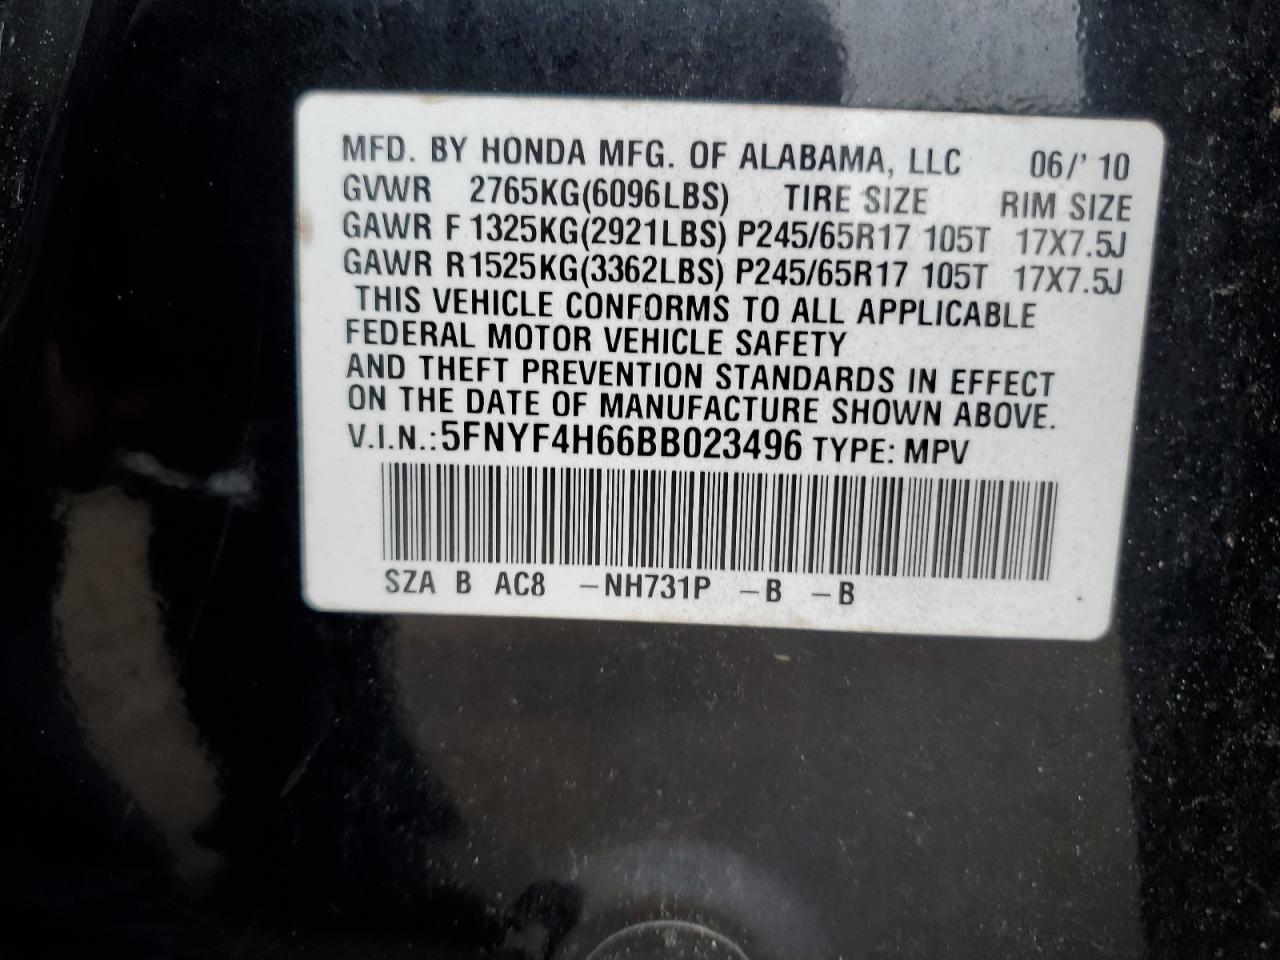 MFD. BY HONDA MFG. OF ALABAMA, LLC 06/' 10
GVWR 2765KG(6096LBS) TIRE SIZE RIM SIZE
GAWR F 1325KG(2921LBS) P245/65R17 105T 17X7.5J
GAWR R1525KG(3362LBS) P245/65R17 105T 17X7.5J
THIS VEHICLE CONFORMS TO ALL APPLICABLE
FEDERAL MOTOR VEHICLE SAFETY
AND THEFT PREVENTION STANDARDS IN EFFECT
ON THE DATE OF MANUFACTURE SHOWN ABOVE.
V.I.N.:5FNYF4H66BB023496 TYPE: MPV
SZA B AC8 -NH731P -B -B